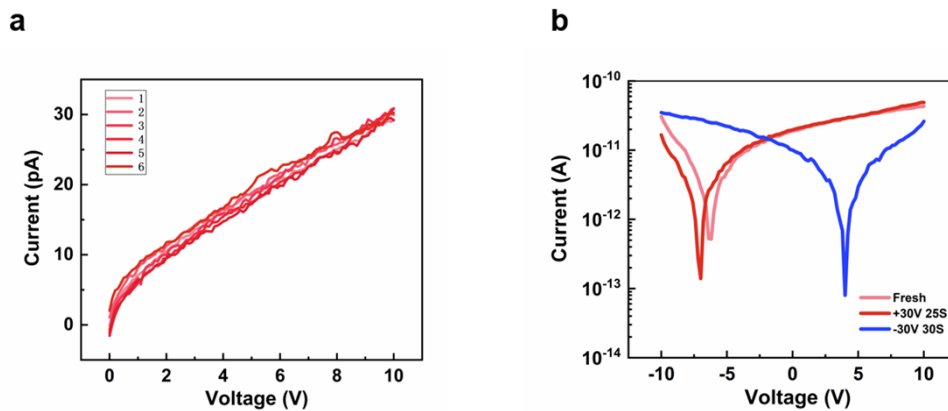 a
b
Current (pA)
30
20
10
0
1
2
3
4
5
6
0
2
4
6
8
10
Voltage (V)
Current (A)
10⁻¹⁰
10⁻¹¹
10⁻¹²
10⁻¹³
10⁻¹⁴
Fresh
+30V 25S
-30V 30S
-10
-5
0
5
10
Voltage (V)